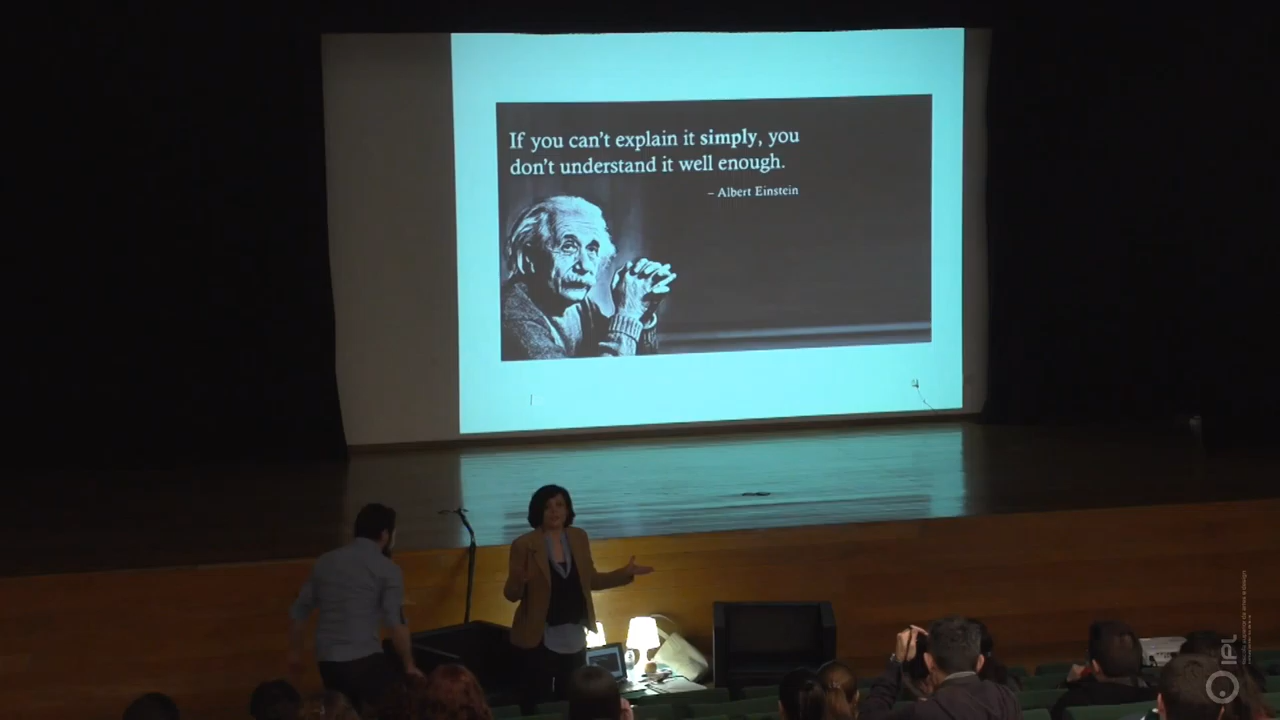 If you can't explain it simply, you
don't understand it well enough.
– Albert Einstein
IPL